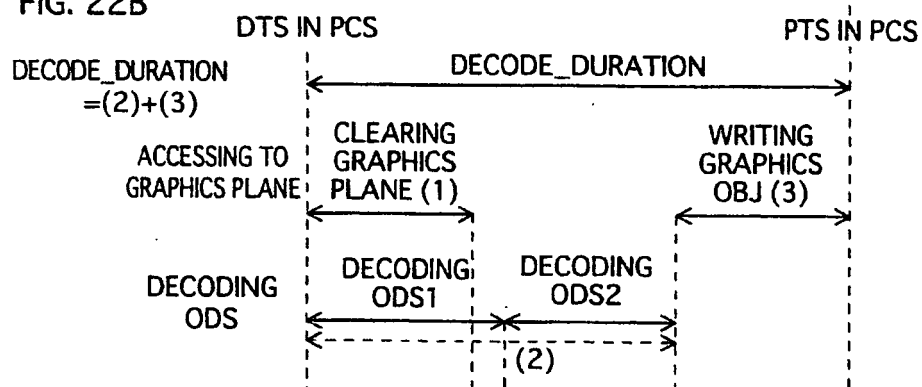 FIG. 22B
DTS IN PCS
PTS IN PCS
DECODE_DURATION
=(2)+(3)
DECODE_DURATION
ACCESSING TO
GRAPHICS PLANE
CLEARING
GRAPHICS
PLANE (1)
WRITING
GRAPHICS
OBJ (3)
DECODING
ODS
DECODING
ODS1
DECODING
ODS2
(2)